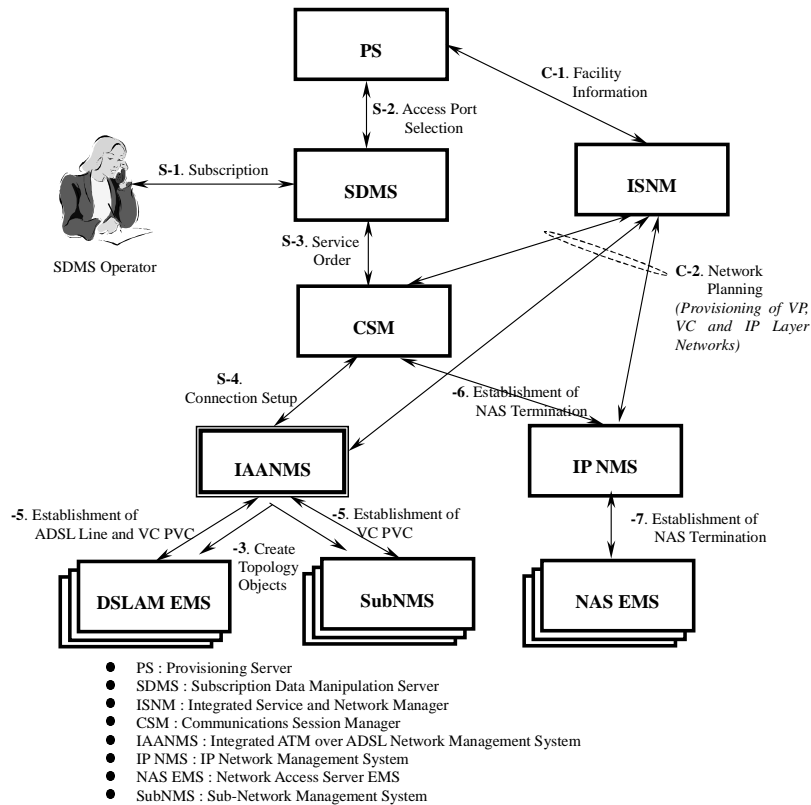 PS
C-1. Facility
Information
S-2. Access Port
Selection
S-1. Subscription
SDMS
ISNM
SDMS Operator
S-3. Service
Order
C-2. Network
Planning
(Provisioning of VP,
VC and IP Layer
Networks)
CSM
S-4.
Connection Setup
-6. Establishment of
NAS Termination
IAANMS
IP NMS
-5. Establishment of
ADSL Line and VC PVC
-5. Establishment of
VC PVC
-3. Create
Topology
Objects
-7. Establishment of
NAS Termination
DSLAM EMS
SubNMS
NAS EMS
● PS : Provisioning Server
● SDMS : Subscription Data Manipulation Server
● ISNM : Integrated Service and Network Manager
● CSM : Communications Session Manager
● IAANMS : Integrated ATM over ADSL Network Management System
● IP NMS : IP Network Management System
● NAS EMS : Network Access Server EMS
● SubNMS : Sub-Network Management System